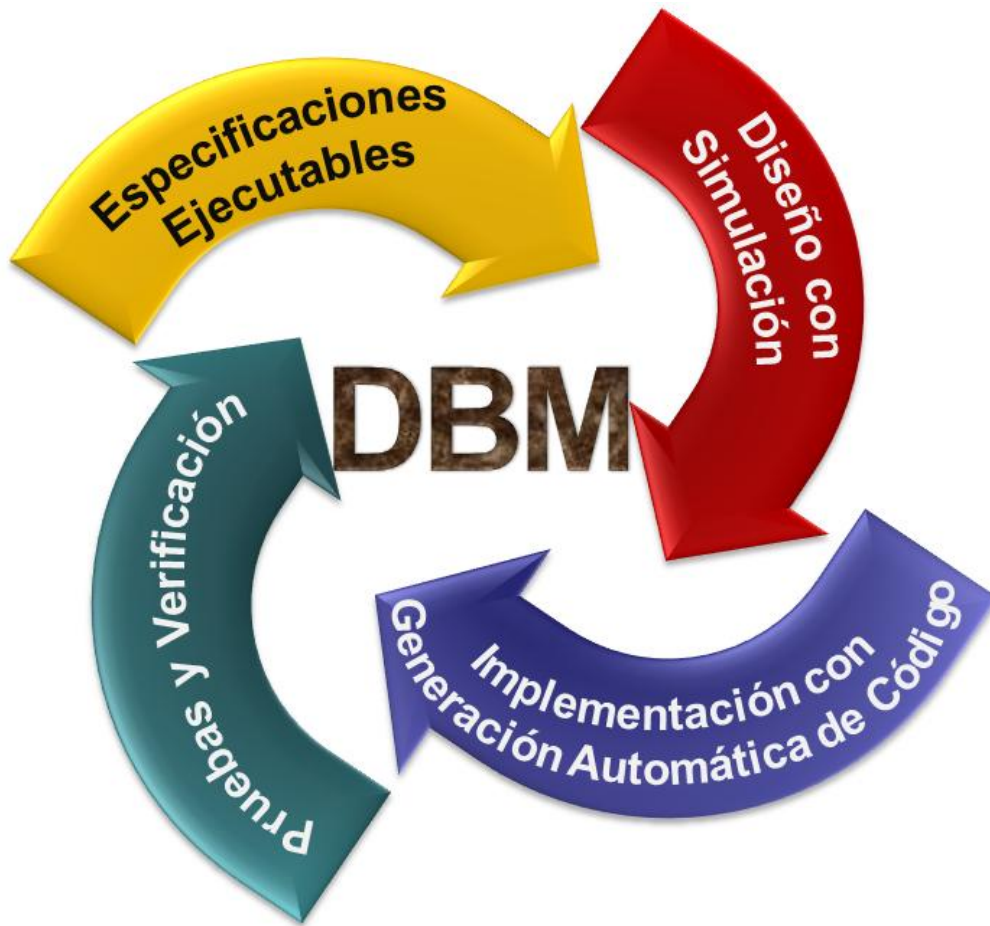 Especificaciones
Ejecutables
Diseño con
Simulación
DBM
Implementación con
Generación Automática de Código
Pruebas y Verificación